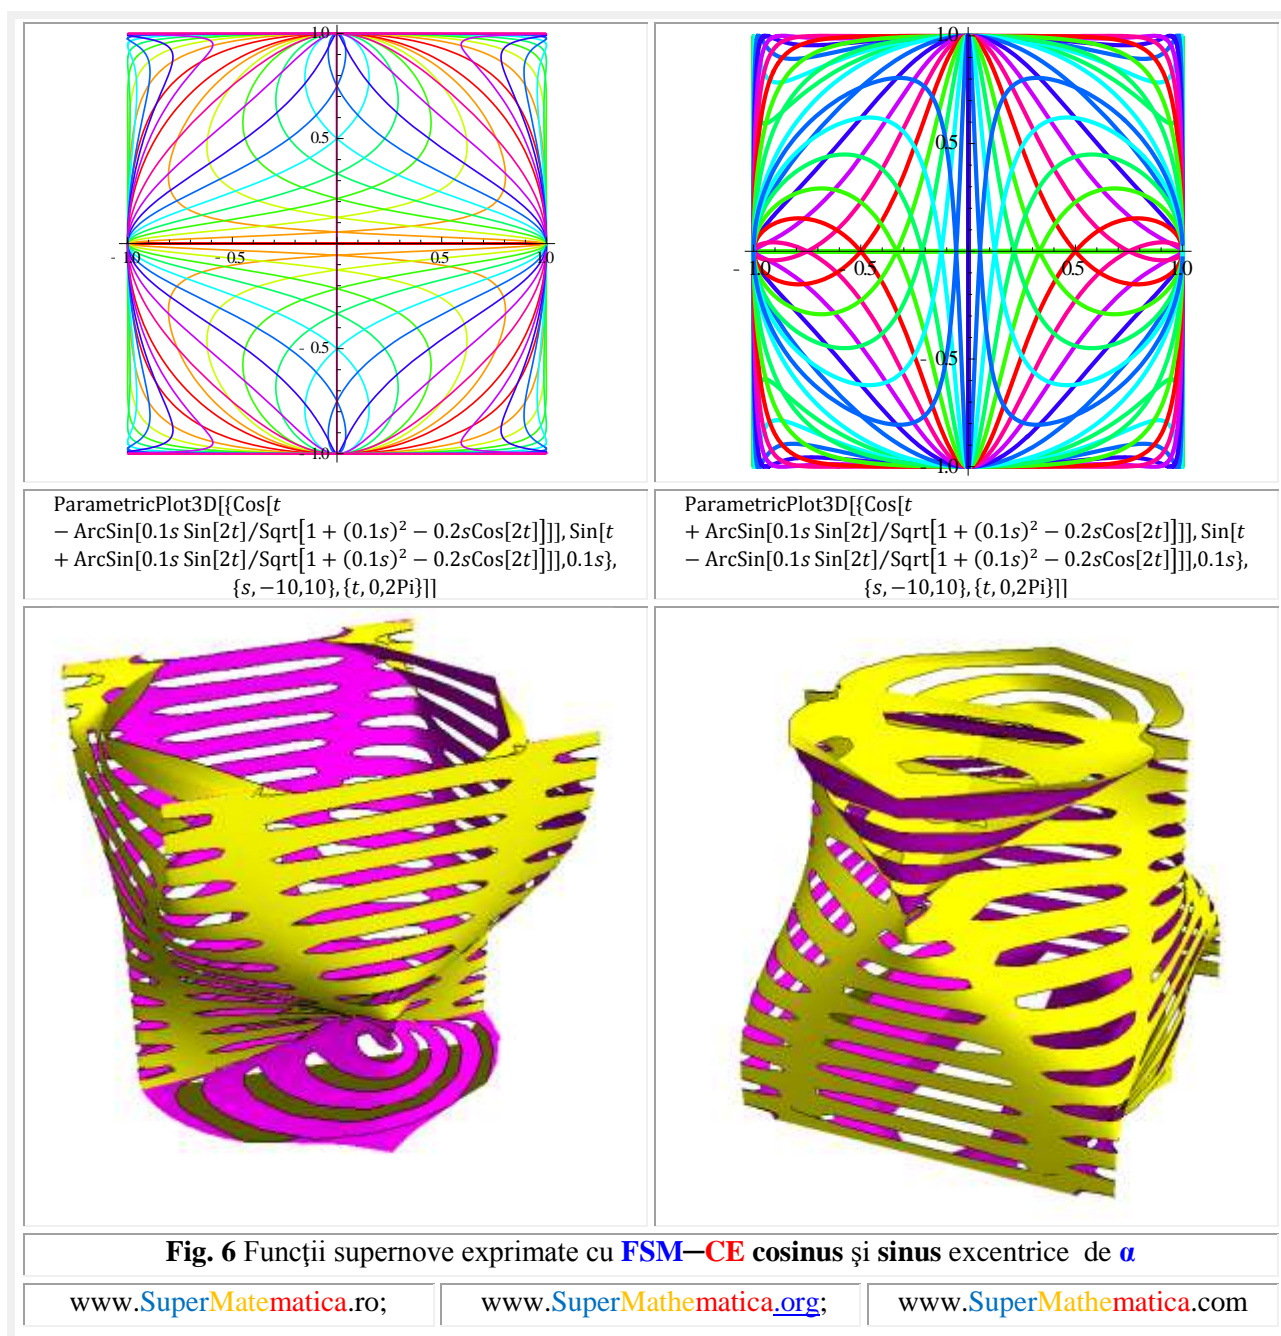 1.0
0.5
- 1.0
- 0.5
0.5
1.0
- 0.5
- 1.0
1.0
0.5
- 1.0
- 0.5
0.5
1.0
- 0.5
- 1.0
ParametricPlot3D[{Cos[t
− ArcSin[0.1s Sin[2t]/Sqrt[1 + (0.1s)² − 0.2sCos[2t]]]], Sin[t
+ ArcSin[0.1s Sin[2t]/Sqrt[1 + (0.1s)² − 0.2sCos[2t]]]],0.1s},
{s, −10,10}, {t, 0,2Pi}]]
ParametricPlot3D[{Cos[t
+ ArcSin[0.1s Sin[2t]/Sqrt[1 + (0.1s)² − 0.2sCos[2t]]]], Sin[t
− ArcSin[0.1s Sin[2t]/Sqrt[1 + (0.1s)² − 0.2sCos[2t]]]],0.1s},
{s, −10,10}, {t, 0,2Pi}]]
Fig. 6 Funcţii supernove exprimate cu FSM─CE cosinus şi sinus excentrice de α
www.SuperMatematica.ro;
www.SuperMathematica.org;
www.SuperMathematica.com